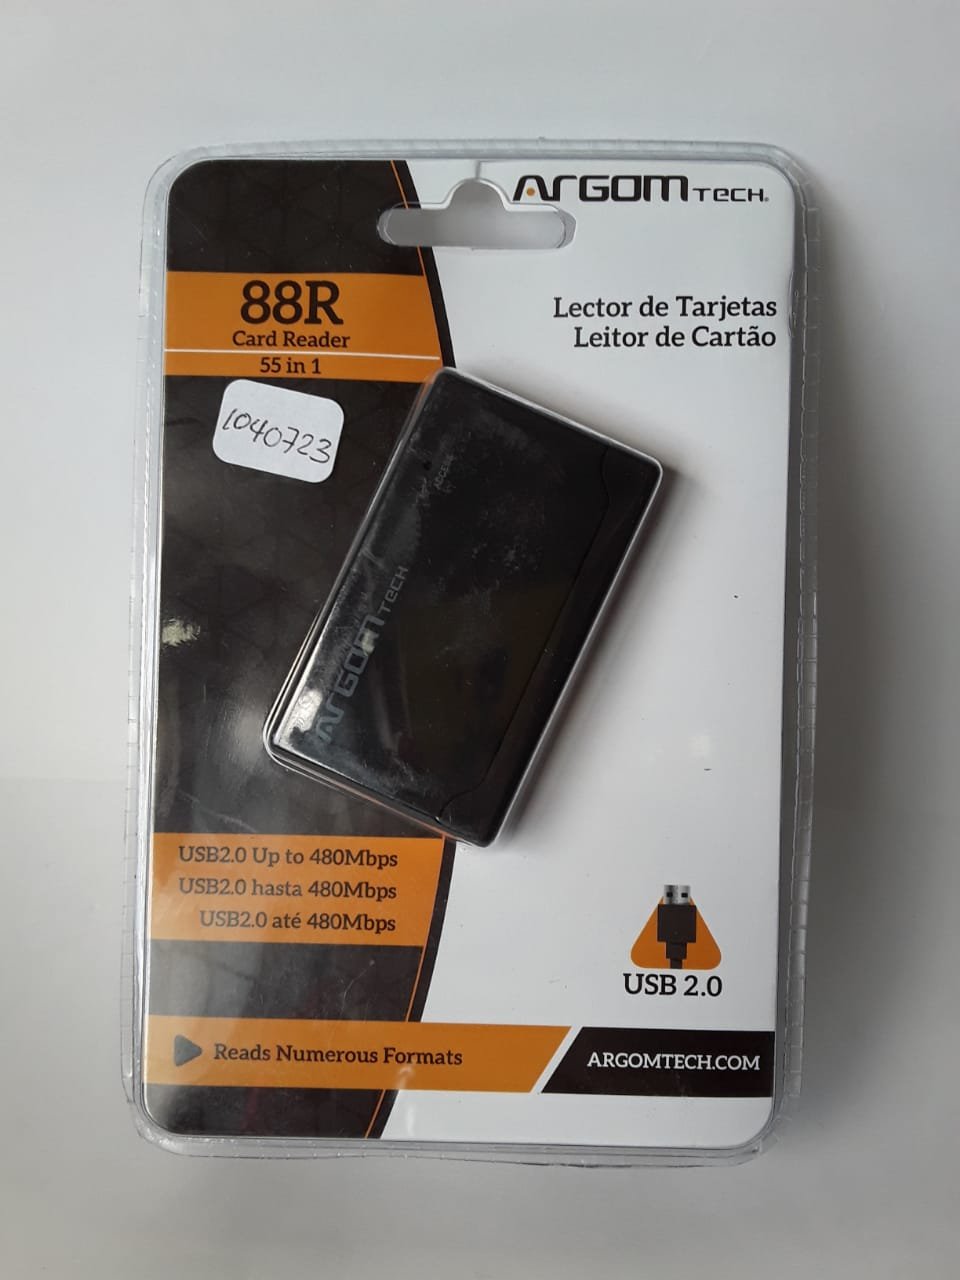 ARGOM TECH®
88R
Card Reader
55 in 1
Lector de Tarjetas
Leitor de Cartão
1040723
ACCESS
ARGOM TECH
USB2.0 Up to 480Mbps
USB2.0 hasta 480Mbps
USB2.0 até 480Mbps
USB 2.0
Reads Numerous Formats
ARGOMTECH.COM